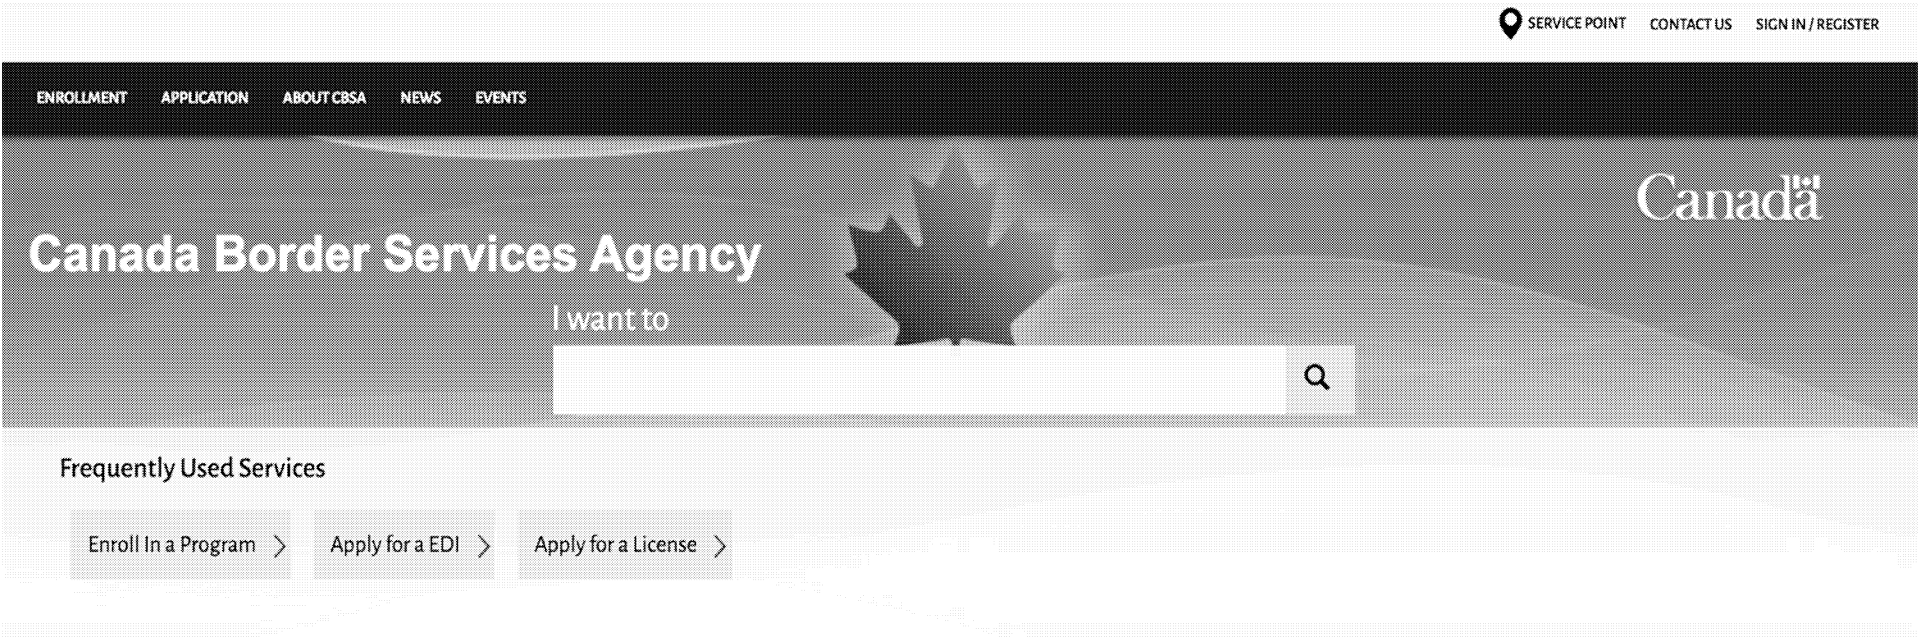 SERVICE POINT CONTACT US SIGN IN / REGISTER
ENROLLMENT APPLICATION ABOUT CBSA NEWS EVENTS
Canada
Canada Border Services Agency
I want to
Frequently Used Services
Enroll In a Program Apply for a EDI Apply for a License